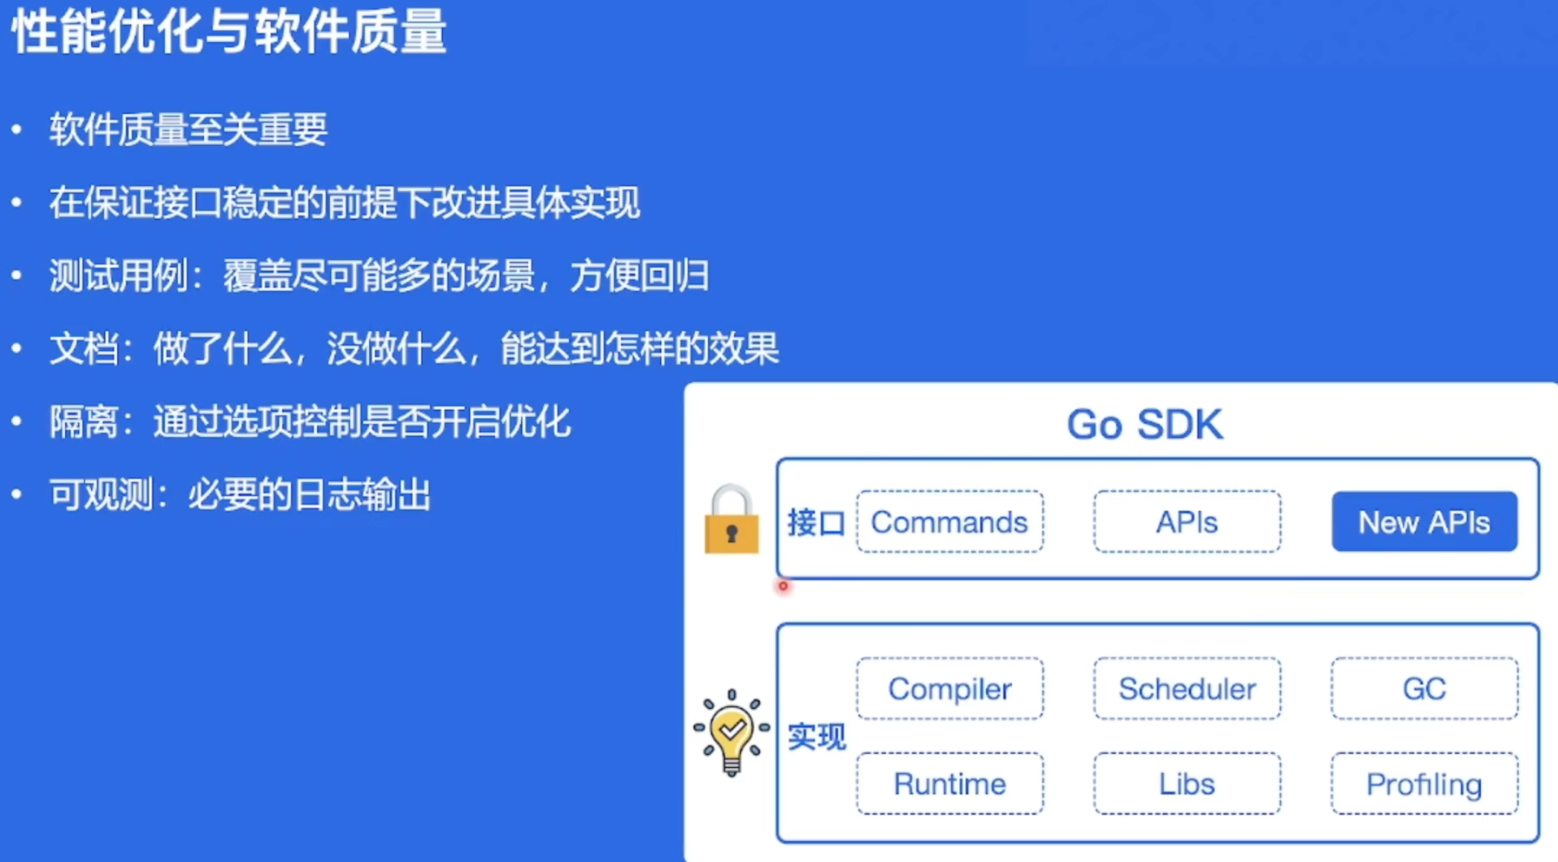 性能优化与软件质量
• 软件质量至关重要
• 在保证接口稳定的前提下改进具体实现
• 测试用例：覆盖尽可能多的场景，方便回归
• 文档：做了什么，没做什么，能达到怎样的效果
• 隔离：通过选项控制是否开启优化
• 可观测：必要的日志输出
Go SDK
接口 Commands APIs New APIs
Compiler Scheduler GC
实现
Runtime Libs Profiling